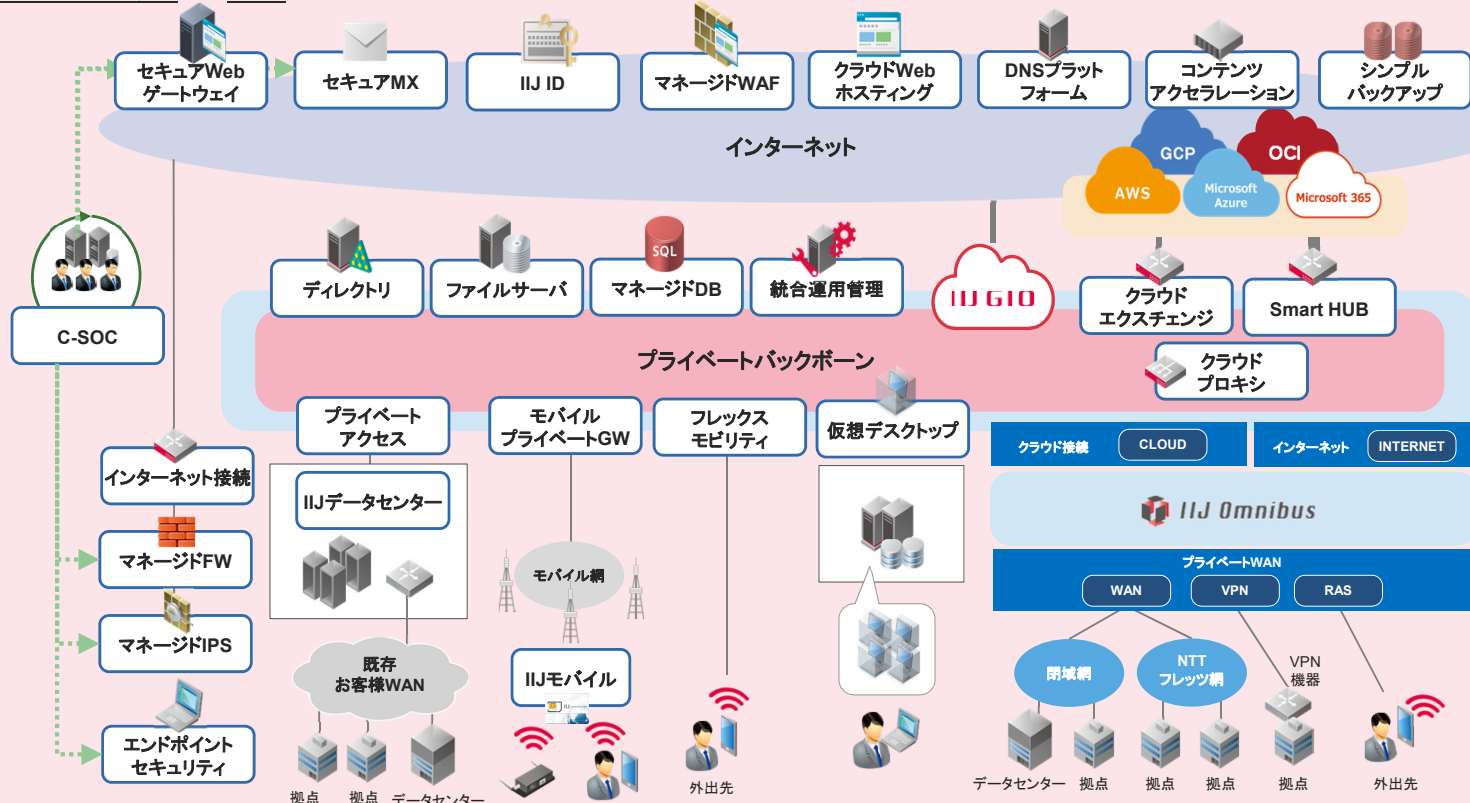 セキュアWeb
ゲートウェイ
セキュアMX
IIJ ID
マネージドWAF
クラウドWeb
ホスティング
DNSプラット
フォーム
コンテンツ
アクセラレーション
シンプル
バックアップ
インターネット
GCP
OCI
AWS
Microsoft
Azure
Microsoft 365
C-SOC
ディレクトリ
ファイルサーバ
SQL
マネージドDB
統合運用管理
IIJ GIO
クラウド
エクスチェンジ
Smart HUB
プライベートバックボーン
クラウド
プロキシ
プライベート
アクセス
モバイル
プライベートGW
フレックス
モビリティ
仮想デスクトップ
クラウド接続
CLOUD
インターネット
INTERNET
インターネット接続
IIJデータセンター
IIJ Omnibus
マネージドFW
モバイル網
プライベートWAN
WAN
VPN
RAS
マネージドIPS
既存
お客様WAN
IIJモバイル
閉域網
NTT
フレッツ網
VPN
機器
エンドポイント
セキュリティ
拠点
拠点
データセンター
外出先
データセンター
拠点
拠点
拠点
拠点
外出先